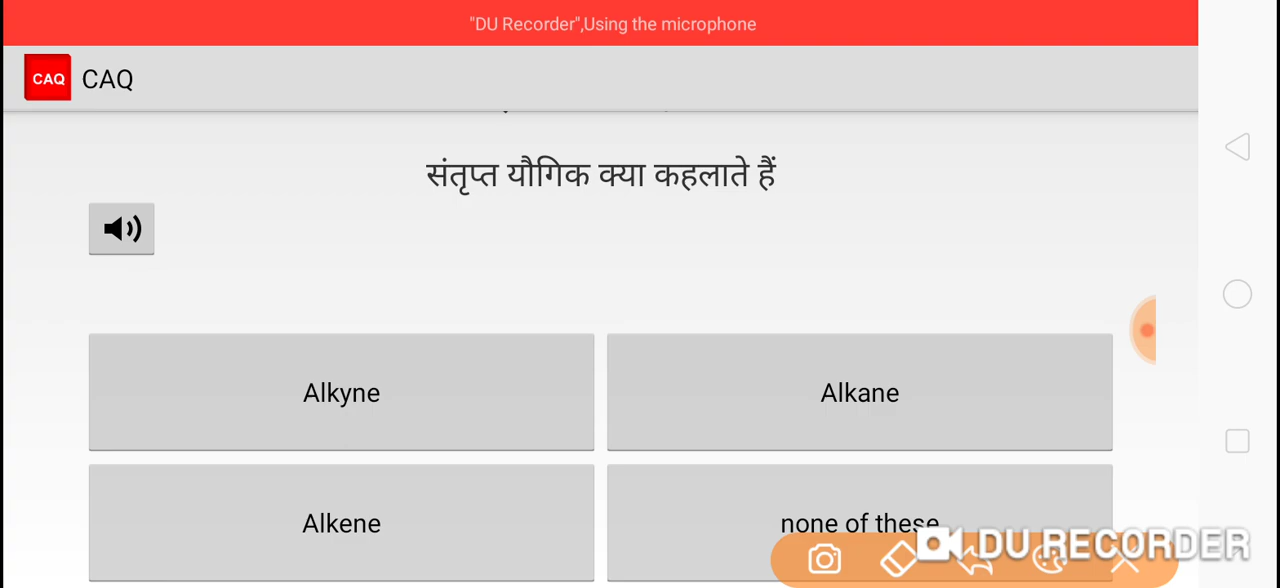 "DU Recorder",Using the microphone
CAQ CAQ
संतृप्त यौगिक क्या कहलाते हैं
Alkyne Alkane
Alkene none of these
DU RECORDER